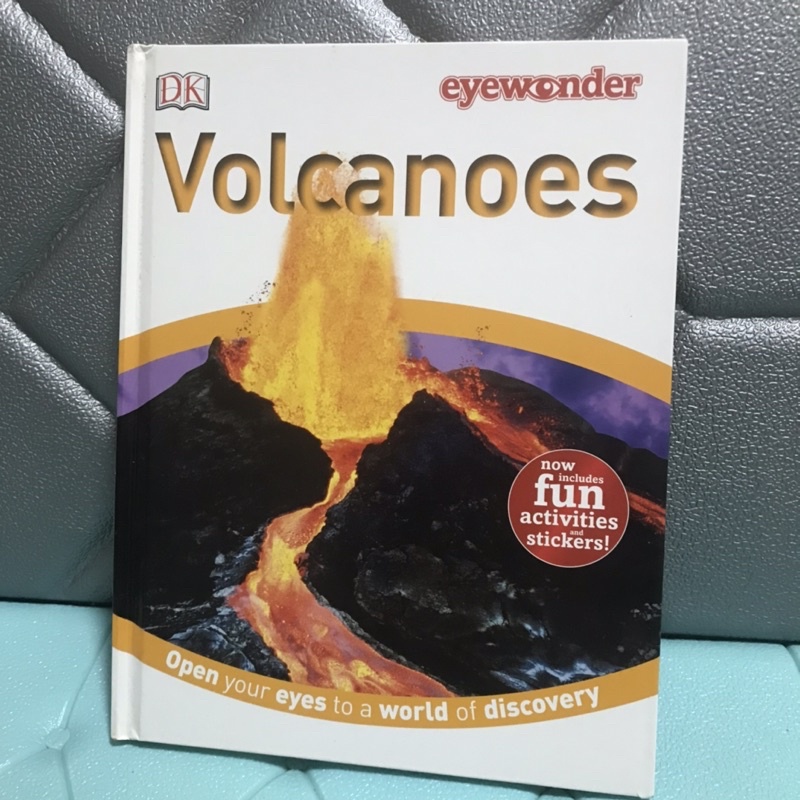 DK
eyewonder
Volcanoes
now
includes
fun
activities
and
stickers!
Open your eyes to a world of discovery